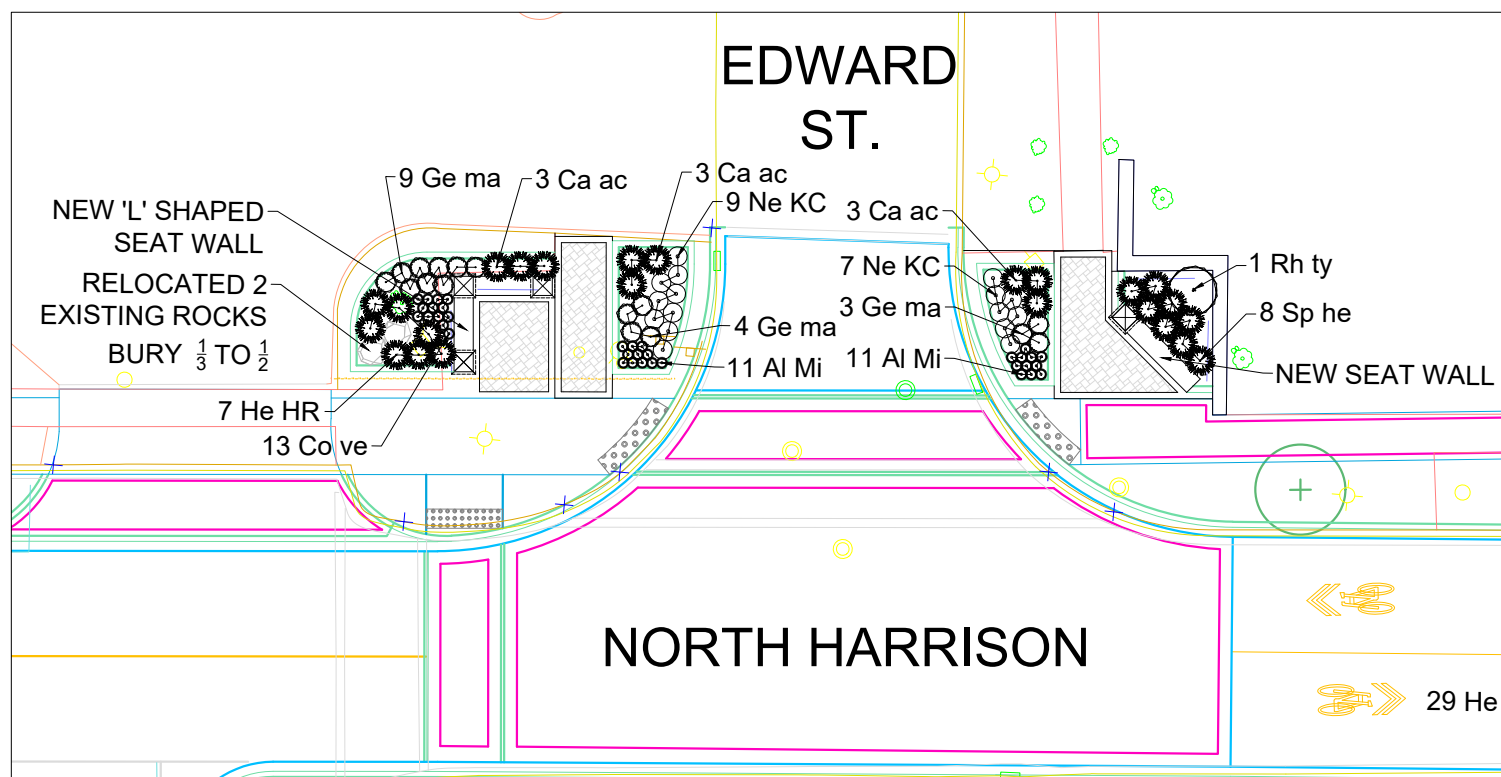 EDWARD
ST.
9 Ge ma
3 Ca ac
3 Ca ac
9 Ne KC
NEW 'L' SHAPED
SEAT WALL
RELOCATED 2
EXISTING ROCKS
BURY 1/3 TO 1/2
3 Ca ac
7 Ne KC
3 Ge ma
1 Rh ty
8 Sp he
4 Ge ma
11 Al Mi
11 Al Mi
NEW SEAT WALL
7 He HR
13 Co ve
NORTH HARRISON
29 He